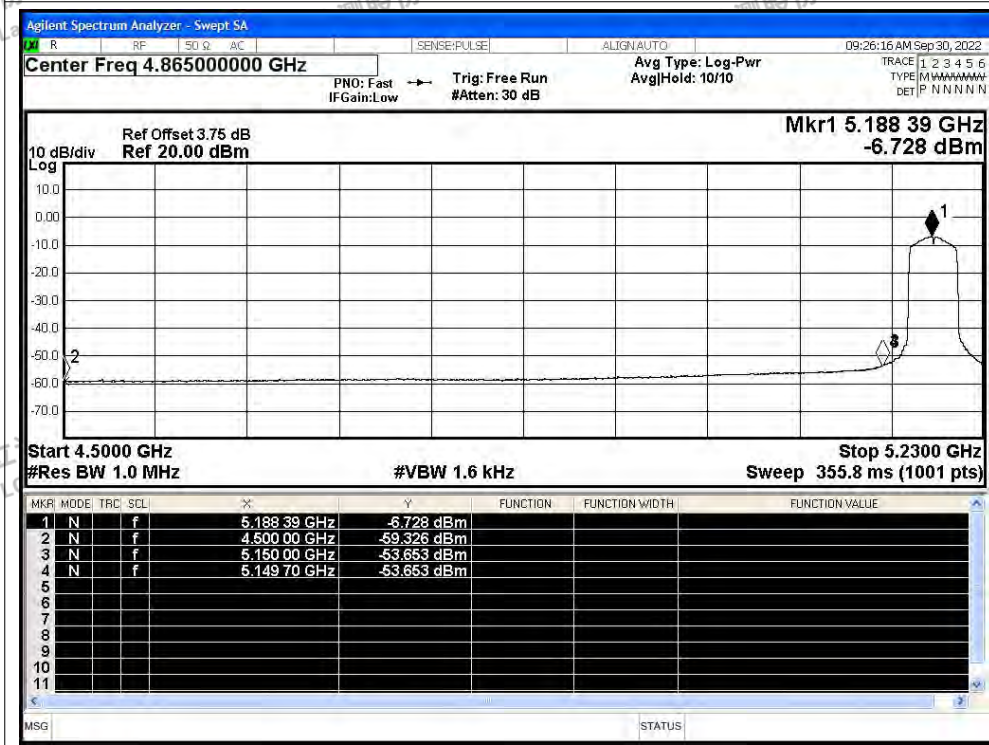 Agilent Spectrum Analyzer - Swept SA
R RF 50 Ω AC SENSE:PULSE ALIGN AUTO 09:26:16 AM Sep 30, 2022
Center Freq 4.865000000 GHz
PNO: Fast
IFGain:Low
Trig: Free Run
#Atten: 30 dB
Avg Type: Log-Pwr
Avg|Hold: 10/10
TRACE 1 2 3 4 5 6
TYPE M WWWWW
DET P N N N N N
Mkr1 5.188 39 GHz
-6.728 dBm
Ref Offset 3.75 dB
10 dB/div Ref 20.00 dBm
Log
10.0
0.00
-10.0
-20.0
-30.0
-40.0
-50.0
-60.0
-70.0
1
2
3
Start 4.5000 GHz Stop 5.2300 GHz
#Res BW 1.0 MHz #VBW 1.6 kHz Sweep 355.8 ms (1001 pts)
MKR MODE TRC SCL X Y FUNCTION FUNCTION WIDTH FUNCTION VALUE
1 N f 5.188 39 GHz -6.728 dBm
2 N f 4.500 00 GHz -59.326 dBm
3 N f 5.150 00 GHz -53.653 dBm
4 N f 5.149 70 GHz -53.653 dBm
5
6
7
8
9
10
11
MSG STATUS